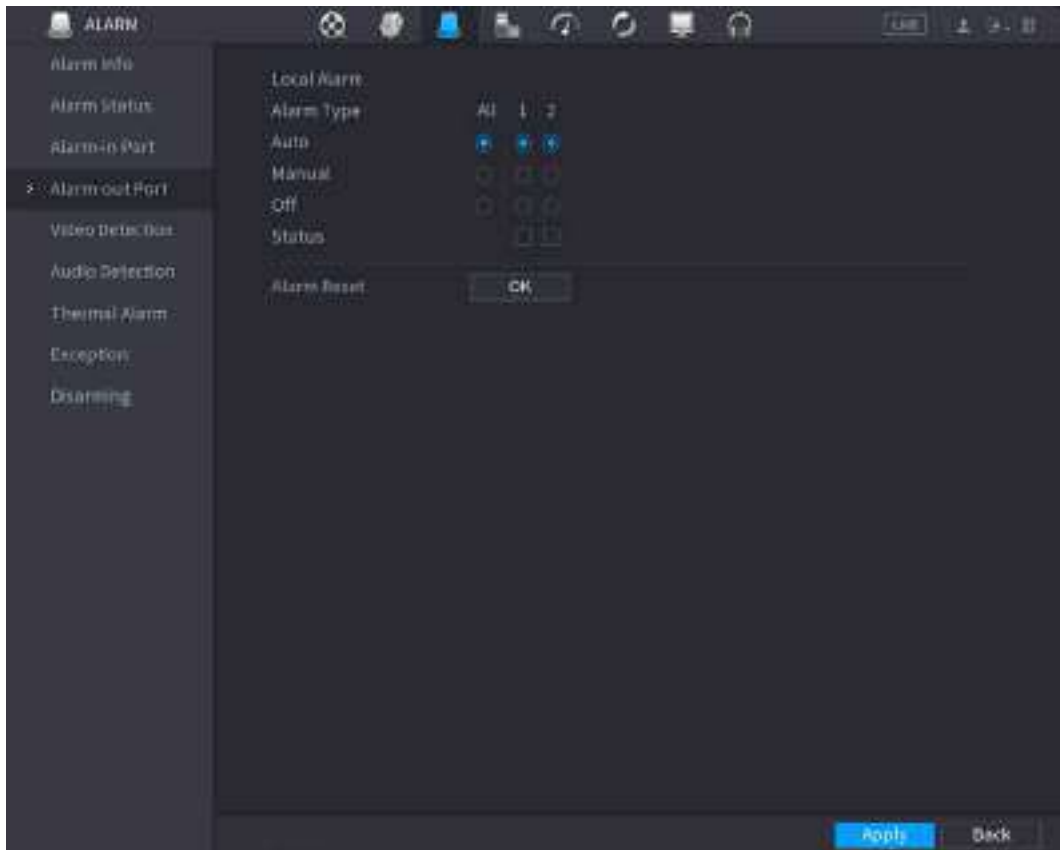 ALARM
LIVE
Alarm Info
Alarm Status
Alarm-in Port
Alarm-out Port
Video Detection
Audio Detection
Thermal Alarm
Exception
Disarming
Local Alarm
Alarm Type All 1 2
Auto
Manual
Off
Status
Alarm Reset OK
Apply Back